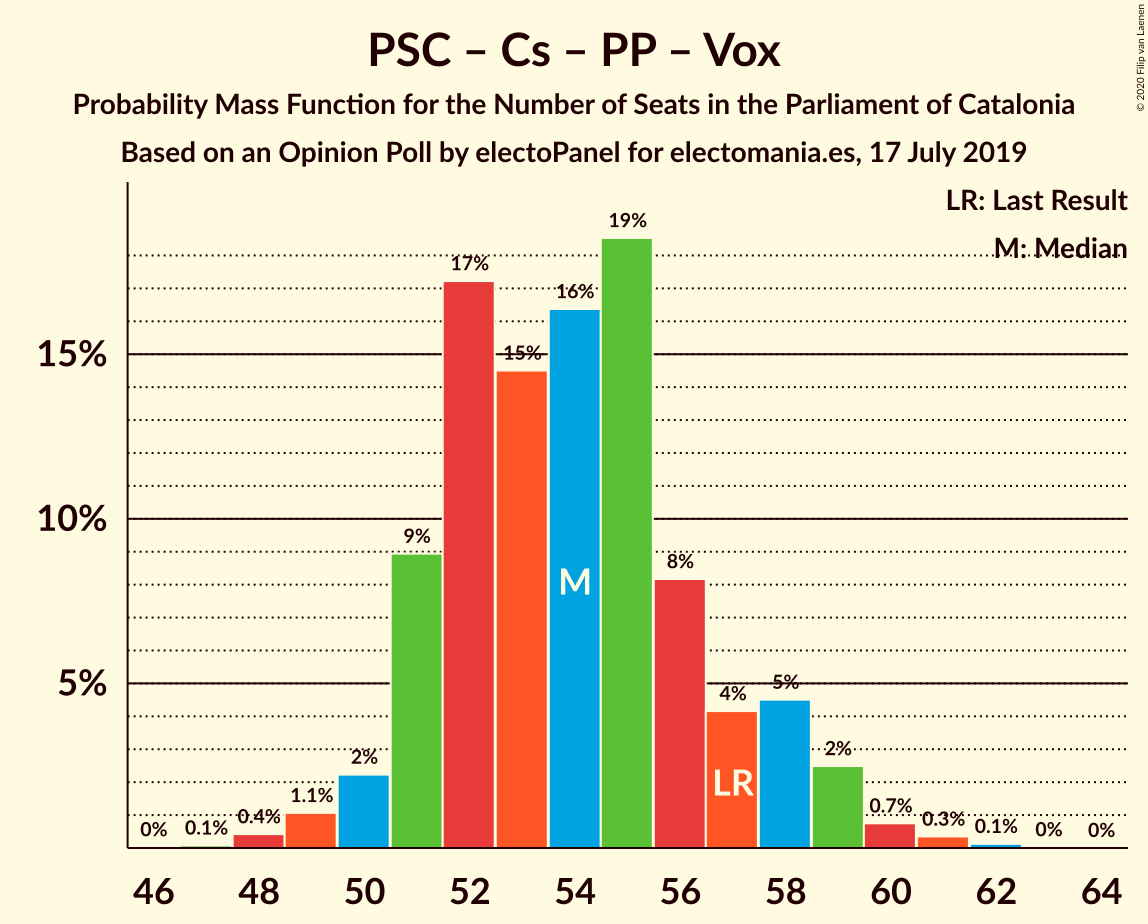 PSC – Cs – PP – Vox
Probability Mass Function for the Number of Seats in the Parliament of Catalonia
Based on an Opinion Poll by electoPanel for electomania.es, 17 July 2019
© 2020 Filip van Laenen
LR: Last Result
M: Median
15%
10%
5%
0%
0.1%
0.4%
1.1%
2%
9%
17%
15%
16%
19%
8%
4%
5%
2%
0.7%
0.3%
0.1%
0%
0%
M
LR
46 48 50 52 54 56 58 60 62 64